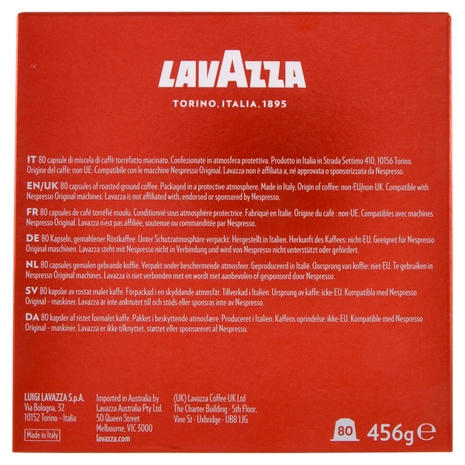 LAVAZZA
TORINO, ITALIA, 1895
IT 80 capsule di miscela di caffè torrefatto macinato. Confezionate in atmosfera protettiva. Prodotto in Italia in Strada Settimo 410, 10156 Torino.
Origine del caffè: non UE. Compatibile con le macchine Nespresso Original. Lavazza non è affiliata a, né approvata o sponsorizzata da Nespresso.
EN/UK 80 capsules of roasted ground coffee. Packaged in a protective atmosphere. Made in Italy. Origin of coffee: non-EU/non-UK. Compatible with
Nespresso Original machines. Lavazza is not affiliated with, endorsed or sponsored by Nespresso.
FR 80 capsules de café torréfié moulu. Conditionné sous atmosphère protectrice. Fabriqué en Italie. Origine du café : non-UE. Compatibles avec machines
Nespresso Original. Lavazza n'est pas affiliée, soutenue ou commanditée par Nespresso.
DE 80 Kapseln, gemahlener Röstkaffee. Unter Schutzatmosphäre verpackt. Hergestellt in Italien. Herkunft des Kaffees: nicht-EU. Geeignet für Nespresso
Original maschinen. Lavazza steht mit Nespresso nicht in Verbindung und wird von Nespresso nicht unterstützt oder gefördert.
NL 80 capsules gemalen gebrande koffie. Verpakt onder beschermende atmosfeer. Geproduceerd in Italië. Oorsprong van koffie: niet-EU. Te gebruiken in
Nespresso Original machines. Lavazza is niet verbonden met en wordt niet aanbevolen of gesponsord door Nespresso.
SV 80 kapslar av rostat malet kaffe. Förpackad i en skyddande atmosfär. Tillverkad i Italien. Ursprung av kaffe: icke-EU. Kompatibla med Nespresso
Original - maskiner. Lavazza är inte anknutet till och stöds eller sponsras inte av Nespresso.
DA 80 kapsler af ristet formalet kaffe. Pakket i beskyttende atmosfære. Produceret i Italien. Kaffens oprindelse: ikke-EU. Kompatible med Nespresso
Original - maskiner. Lavazza er ikke tilknyttet, støttet eller sponsoreret af Nespresso.
LUIGI LAVAZZA S.p.A.
Via Bologna, 32
10152 Torino - Italia
Made in Italy
Imported in Australia by
Lavazza Australia Pty Ltd.
50 Queen Street
Melbourne, VIC 3000
lavazza.com
(UK) Lavazza Coffee UK Ltd
The Charter Building - 5th Floor,
Vine St - Uxbridge - UB8 1JG
80
456g e